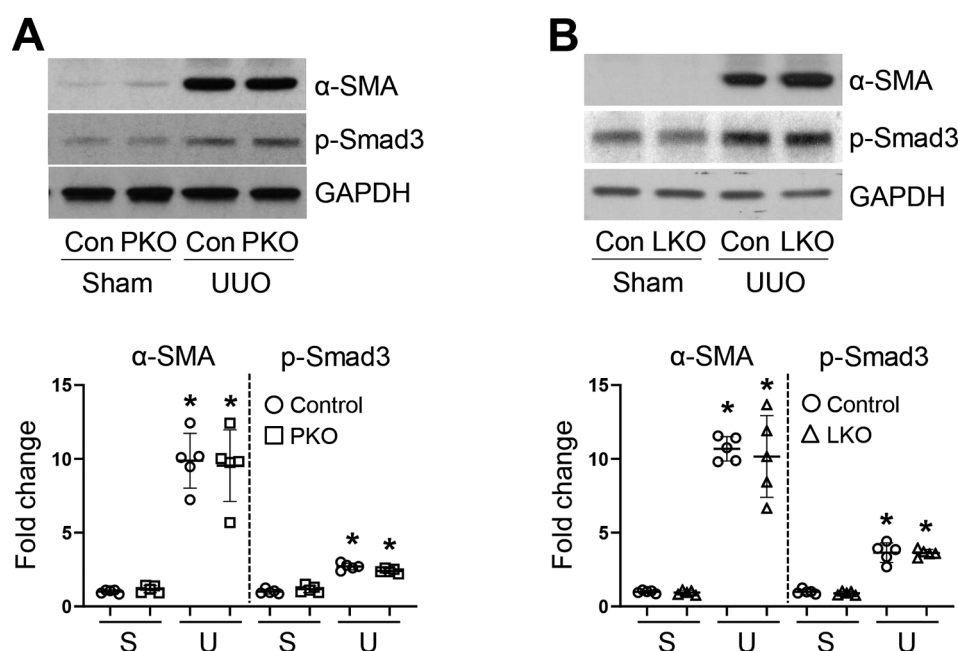 A
α-SMA
p-Smad3
GAPDH
Con PKO Con PKO
Sham UUO
α-SMA p-Smad3
Fold change
15
10
5
0
* * * *
Control
PKO
S U S U
B
α-SMA
p-Smad3
GAPDH
Con LKO Con LKO
Sham UUO
α-SMA p-Smad3
Fold change
15
10
5
0
* * * *
Control
LKO
S U S U